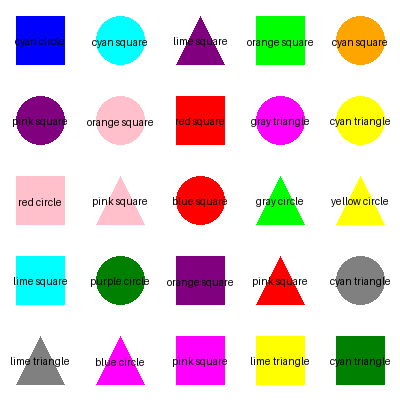 cyan circle cyan square lime square orange square cyan square
pink square orange square red square gray triangle cyan triangle
red circle pink square blue square gray circle yellow circle
lime square purple circle orange square pink square cyan triangle
lime triangle blue circle pink square lime triangle cyan triangle